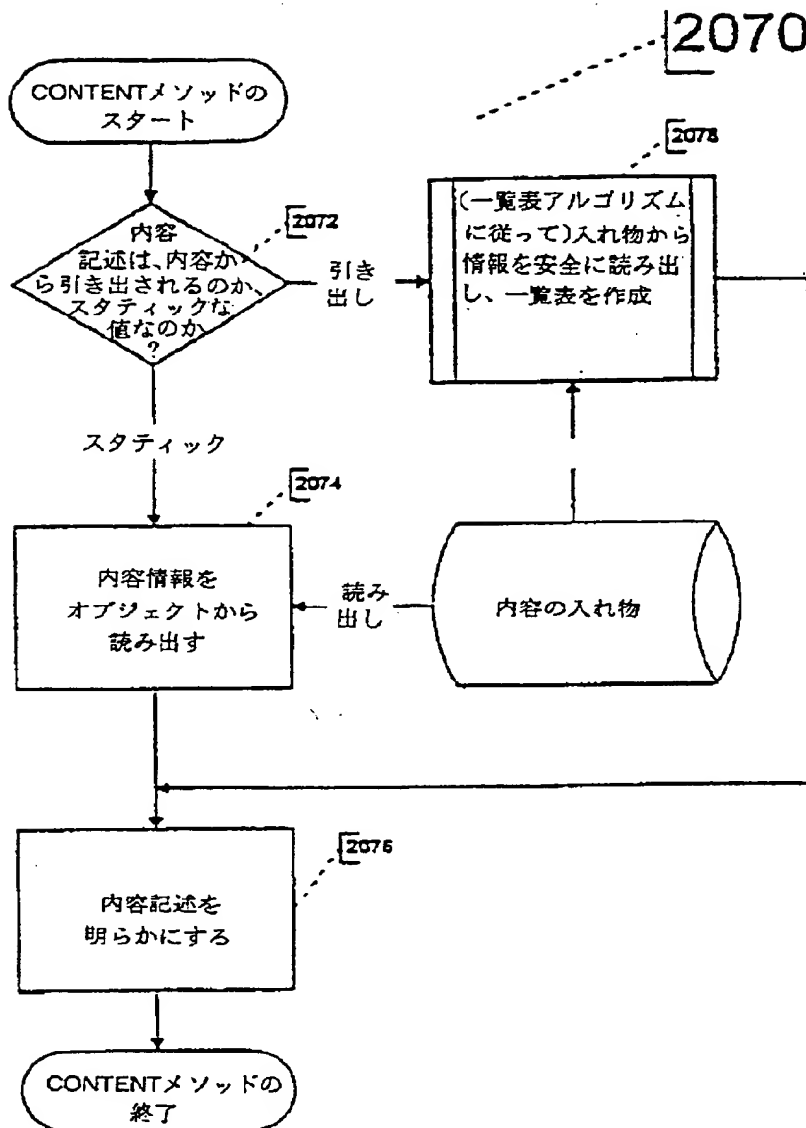 2070
CONTENTメソッドの
スタート
2078
(一覧表アルゴリズム
に従って)入れ物から
情報を安全に読み出
し、一覧表を作成
2072
内容
記述は、内容か
ら引き出されるのか、
スタティックな
値なのか
?
引き
出し
スタティック
2074
内容情報を
オブジェクトから
読み出す
読み
出し
内容の入れ物
2076
内容記述を
明らかにする
CONTENTメソッドの
終了